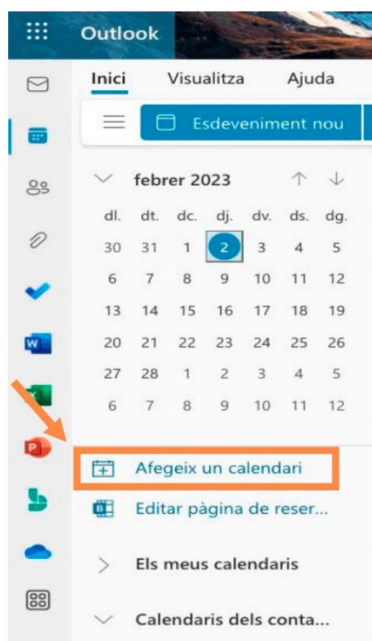 Outlook
Inici Visualitza Ajuda
Esdeveniment nou
febrer 2023
dl. dt. dc. dj. dv. ds. dg.
30 31 1 2 3 4 5
6 7 8 9 10 11 12
13 14 15 16 17 18 19
20 21 22 23 24 25 26
27 28 1 2 3 4 5
6 7 8 9 10 11 12
Afegeix un calendari
Editar pàgina de reser...
Els meus calendaris
Calendaris dels conta...